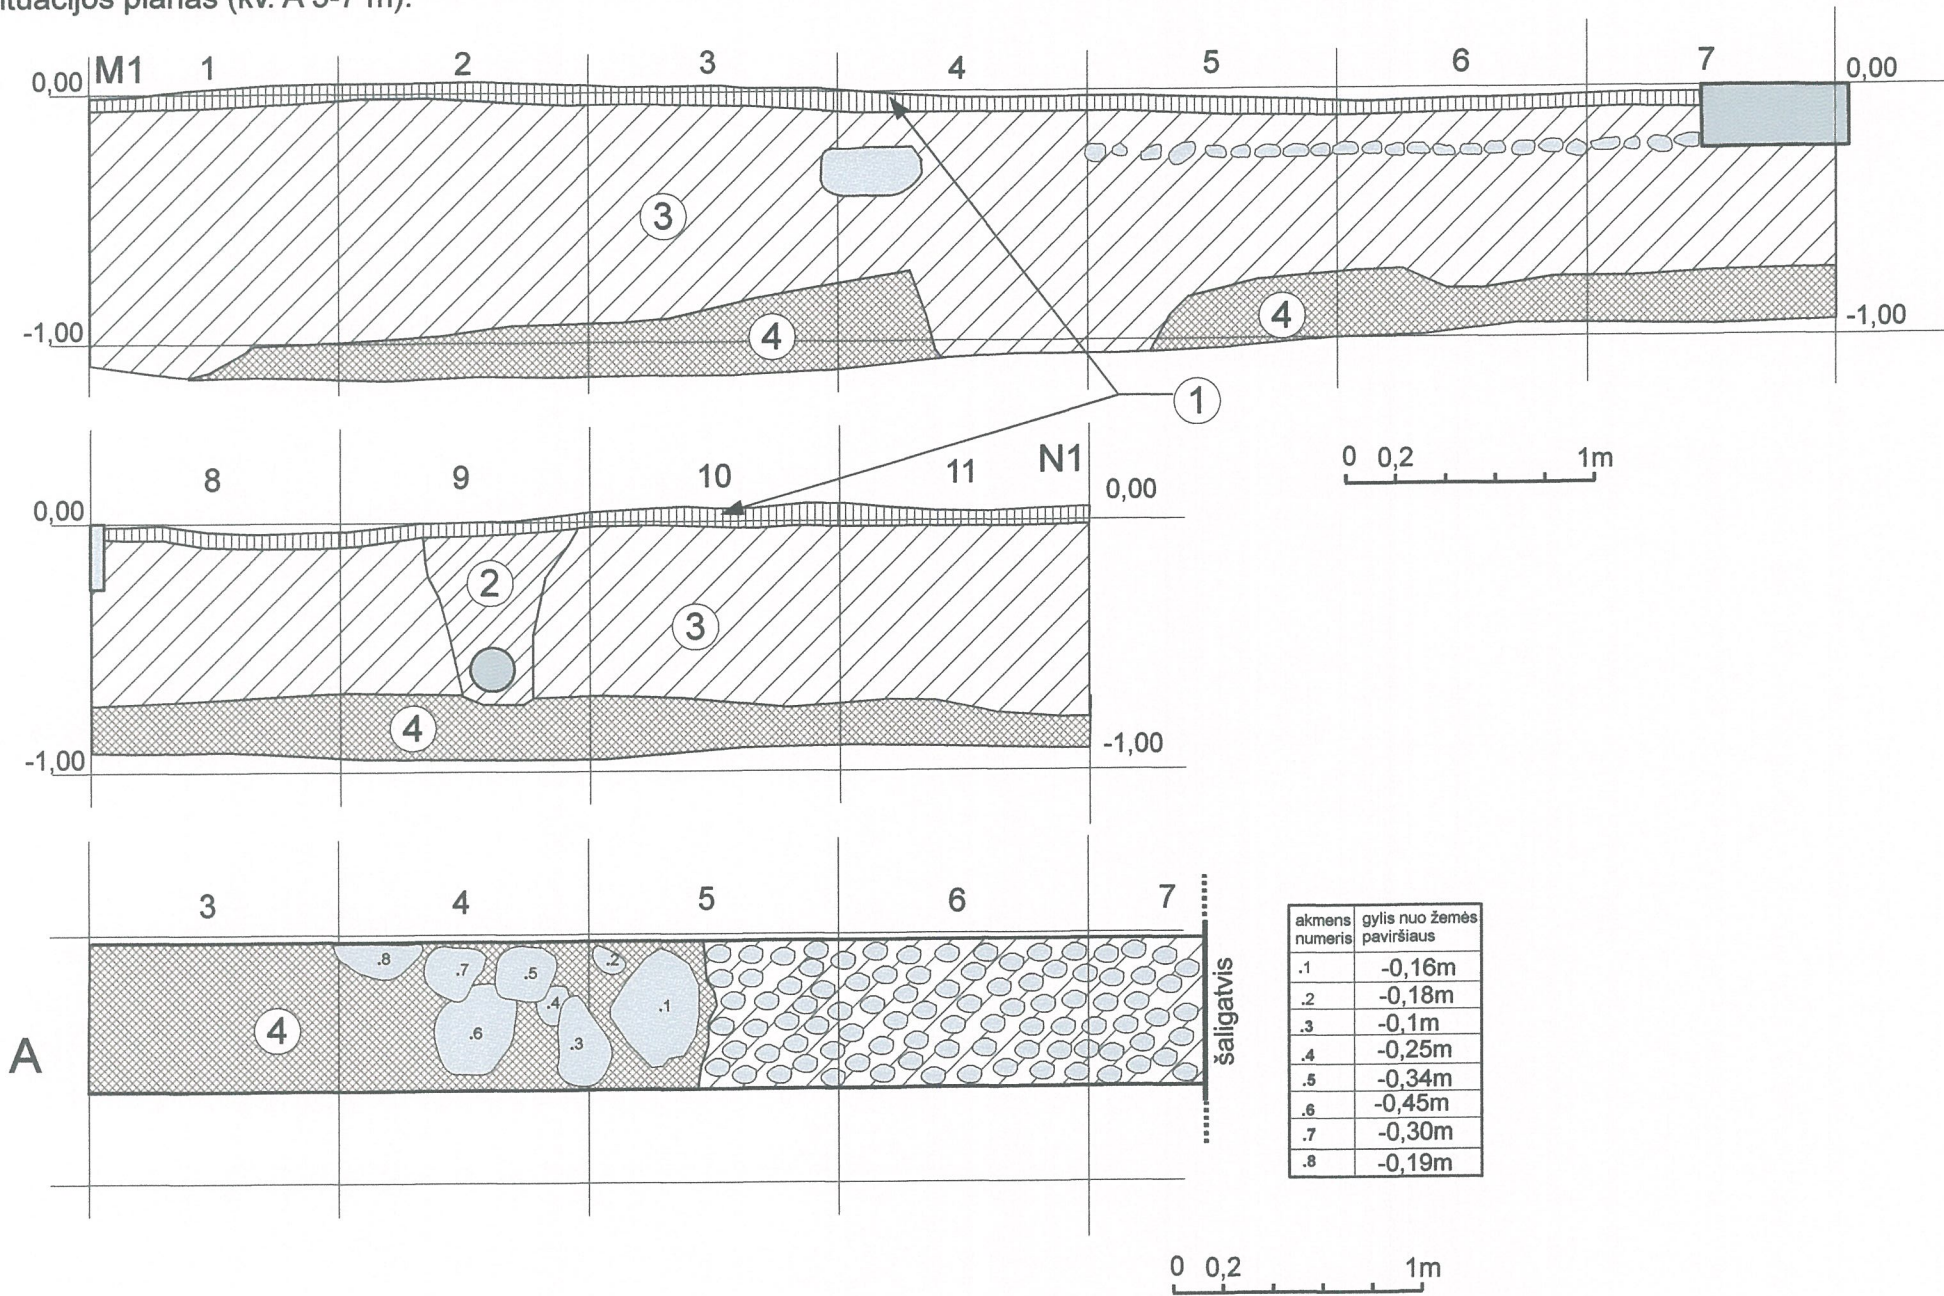 planas (kv. A 3-7 m).
M1 1 2 3 4 5 6 7
0,00 0,00
3
4 4
-1,00 -1,00
1
8 9 10 11 N1
0 0,2 1m
0,00 0,00
2
3
4
-1,00 -1,00
3 4 5 6 7
.8 .7 .5 .2
.4 .1
.6 .3
4
A
šaligatvis
akmens numeris gylis nuo žemės paviršiaus
.1 -0,16m
.2 -0,18m
.3 -0,1m
.4 -0,25m
.5 -0,34m
.6 -0,45m
.7 -0,30m
.8 -0,19m
0 0,2 1m